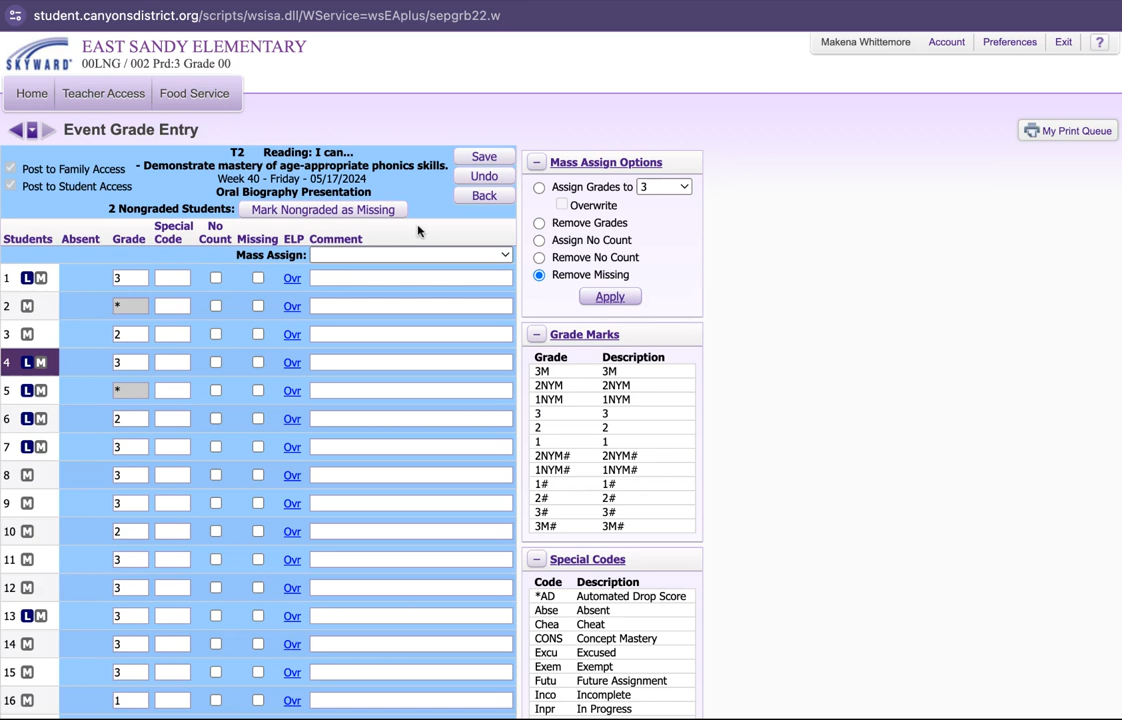 student.canyonsdistrict.org/scripts/wsisa.dll/WService=wsEAplus/sepgrb22.w
SKYWARD®
EAST SANDY ELEMENTARY
00LNG / 002 Prd:3 Grade 00
Makena Whittemore Account Preferences Exit ?
Home Teacher Access Food Service
Event Grade Entry
My Print Queue
Post to Family Access
Post to Student Access
T2 Reading: I can...
- Demonstrate mastery of age-appropriate phonics skills.
Week 40 - Friday - 05/17/2024
Oral Biography Presentation
Save
Undo
Back
2 Nongraded Students: Mark Nongraded as Missing
Students Absent Grade Special Code No Count Missing ELP Comment
Mass Assign:
1 L M 3 Ovr
2 M * Ovr
3 M 2 Ovr
4 L M 3 Ovr
5 L M * Ovr
6 L M 2 Ovr
7 L M 3 Ovr
8 M 3 Ovr
9 M 3 Ovr
10 M 2 Ovr
11 M 3 Ovr
12 M 3 Ovr
13 L M 3 Ovr
14 M 3 Ovr
15 M 3 Ovr
16 M 1 Ovr
Mass Assign Options
Assign Grades to 3
Overwrite
Remove Grades
Assign No Count
Remove No Count
Remove Missing
Apply
Grade Marks
Grade Description
3M 3M
2NYM 2NYM
1NYM 1NYM
3 3
2 2
1 1
2NYM# 2NYM#
1NYM# 1NYM#
1# 1#
2# 2#
3# 3#
3M# 3M#
Special Codes
Code Description
*AD Automated Drop Score
Abse Absent
Chea Cheat
CONS Concept Mastery
Excu Excused
Exem Exempt
Futu Future Assignment
Inco Incomplete
Inpr In Progress